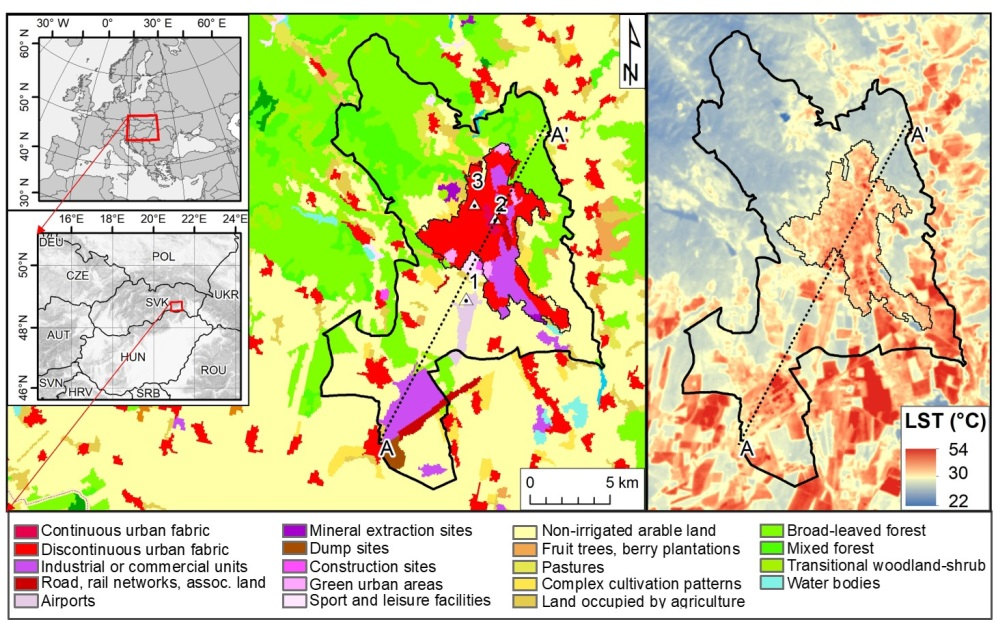 30° W 0° 30° E 60° E
60° N
50° N
40° N
30° N
16°E 18°E 20°E 22°E 24°E
50°N
48°N
46°N
DEU
POL
CZE
UKR
SVK
AUT
HUN
ROU
SVN
HRV
SRB
N
A'
3
2
1
A
0 5 km
A'
A
LST (°C)
54
30
22
Continuous urban fabric
Discontinuous urban fabric
Industrial or commercial units
Road, rail networks, assoc. land
Airports
Mineral extraction sites
Dump sites
Construction sites
Green urban areas
Sport and leisure facilities
Non-irrigated arable land
Fruit trees, berry plantations
Pastures
Complex cultivation patterns
Land occupied by agriculture
Broad-leaved forest
Mixed forest
Transitional woodland-shrub
Water bodies